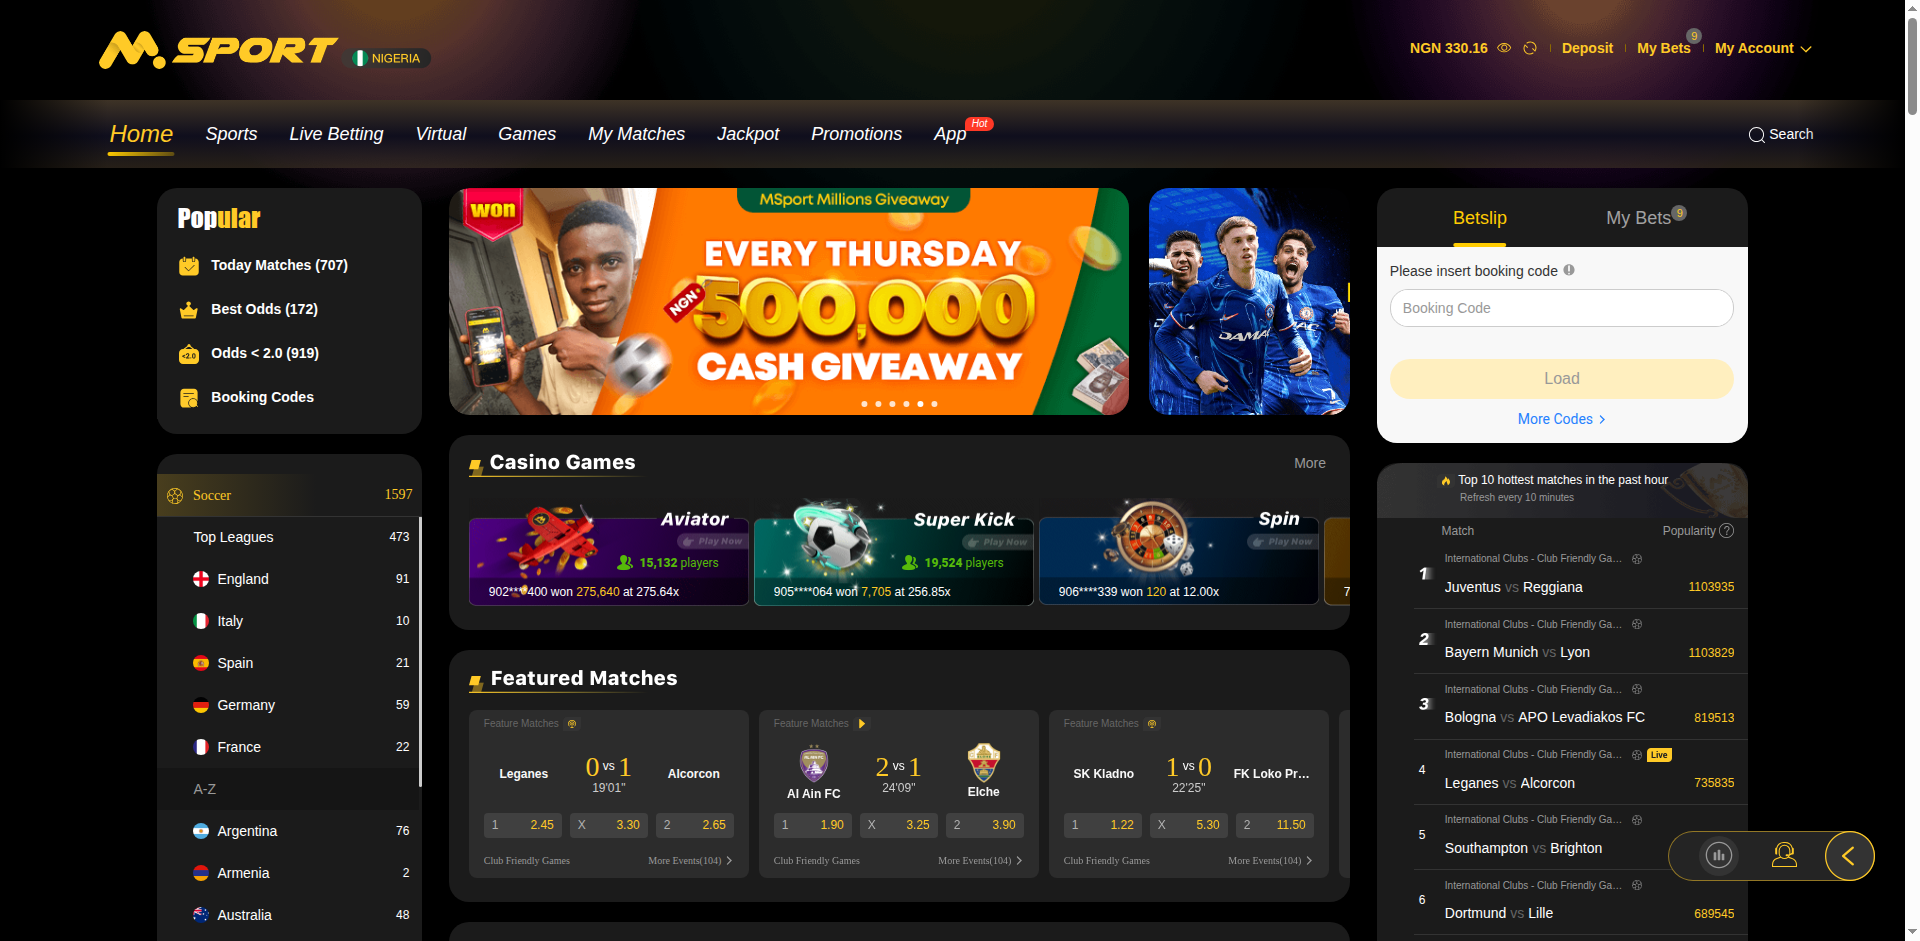 M.SPORT
NIGERIA
NGN 330.16
Deposit
My Bets
9
My Account
Home
Sports
Live Betting
Virtual
Games
My Matches
Jackpot
Promotions
App
Hot
Search
Popular
Today Matches (707)
Best Odds (172)
<2.0
Odds < 2.0 (919)
Booking Codes
Soccer
1597
Top Leagues
473
England
91
Italy
10
Spain
21
Germany
59
France
22
A-Z
Argentina
76
Armenia
2
Australia
48
won
MSport Millions Giveaway
EVERY THURSDAY
NGN
500,000
CASH GIVEAWAY
Casino Games
More
Aviator
Play Now
15,132 players
902****400 won 275,640 at 275.64x
Super Kick
Play Now
19,524 players
905****064 won 7,705 at 256.85x
Spin
Play Now
906****339 won 120 at 12.00x
7
Featured Matches
Feature Matches
Leganes
0 vs 1
19'01"
Alcorcon
1 2.45
X 3.30
2 2.65
Club Friendly Games
More Events(104)
Feature Matches
Al Ain FC
2 vs 1
24'09"
Elche
1 1.90
X 3.25
2 3.90
Club Friendly Games
More Events(104)
Feature Matches
SK Kladno
1 vs 0
22'25"
FK Loko Pr...
1 1.22
X 5.30
2 11.50
Club Friendly Games
More Events(104)
Betslip
My Bets
9
Please insert booking code
Booking Code
Load
More Codes
Top 10 hottest matches in the past hour
Refresh every 10 minutes
Match
Popularity ?
International Clubs - Club Friendly Ga...
1
Juventus vs Reggiana
1103935
International Clubs - Club Friendly Ga...
2
Bayern Munich vs Lyon
1103829
International Clubs - Club Friendly Ga...
3
Bologna vs APO Levadiakos FC
819513
International Clubs - Club Friendly Ga...
Live
4
Leganes vs Alcorcon
735835
International Clubs - Club Friendly Ga...
5
Southampton vs Brighton
International Clubs - Club Friendly Ga...
6
Dortmund vs Lille
689545